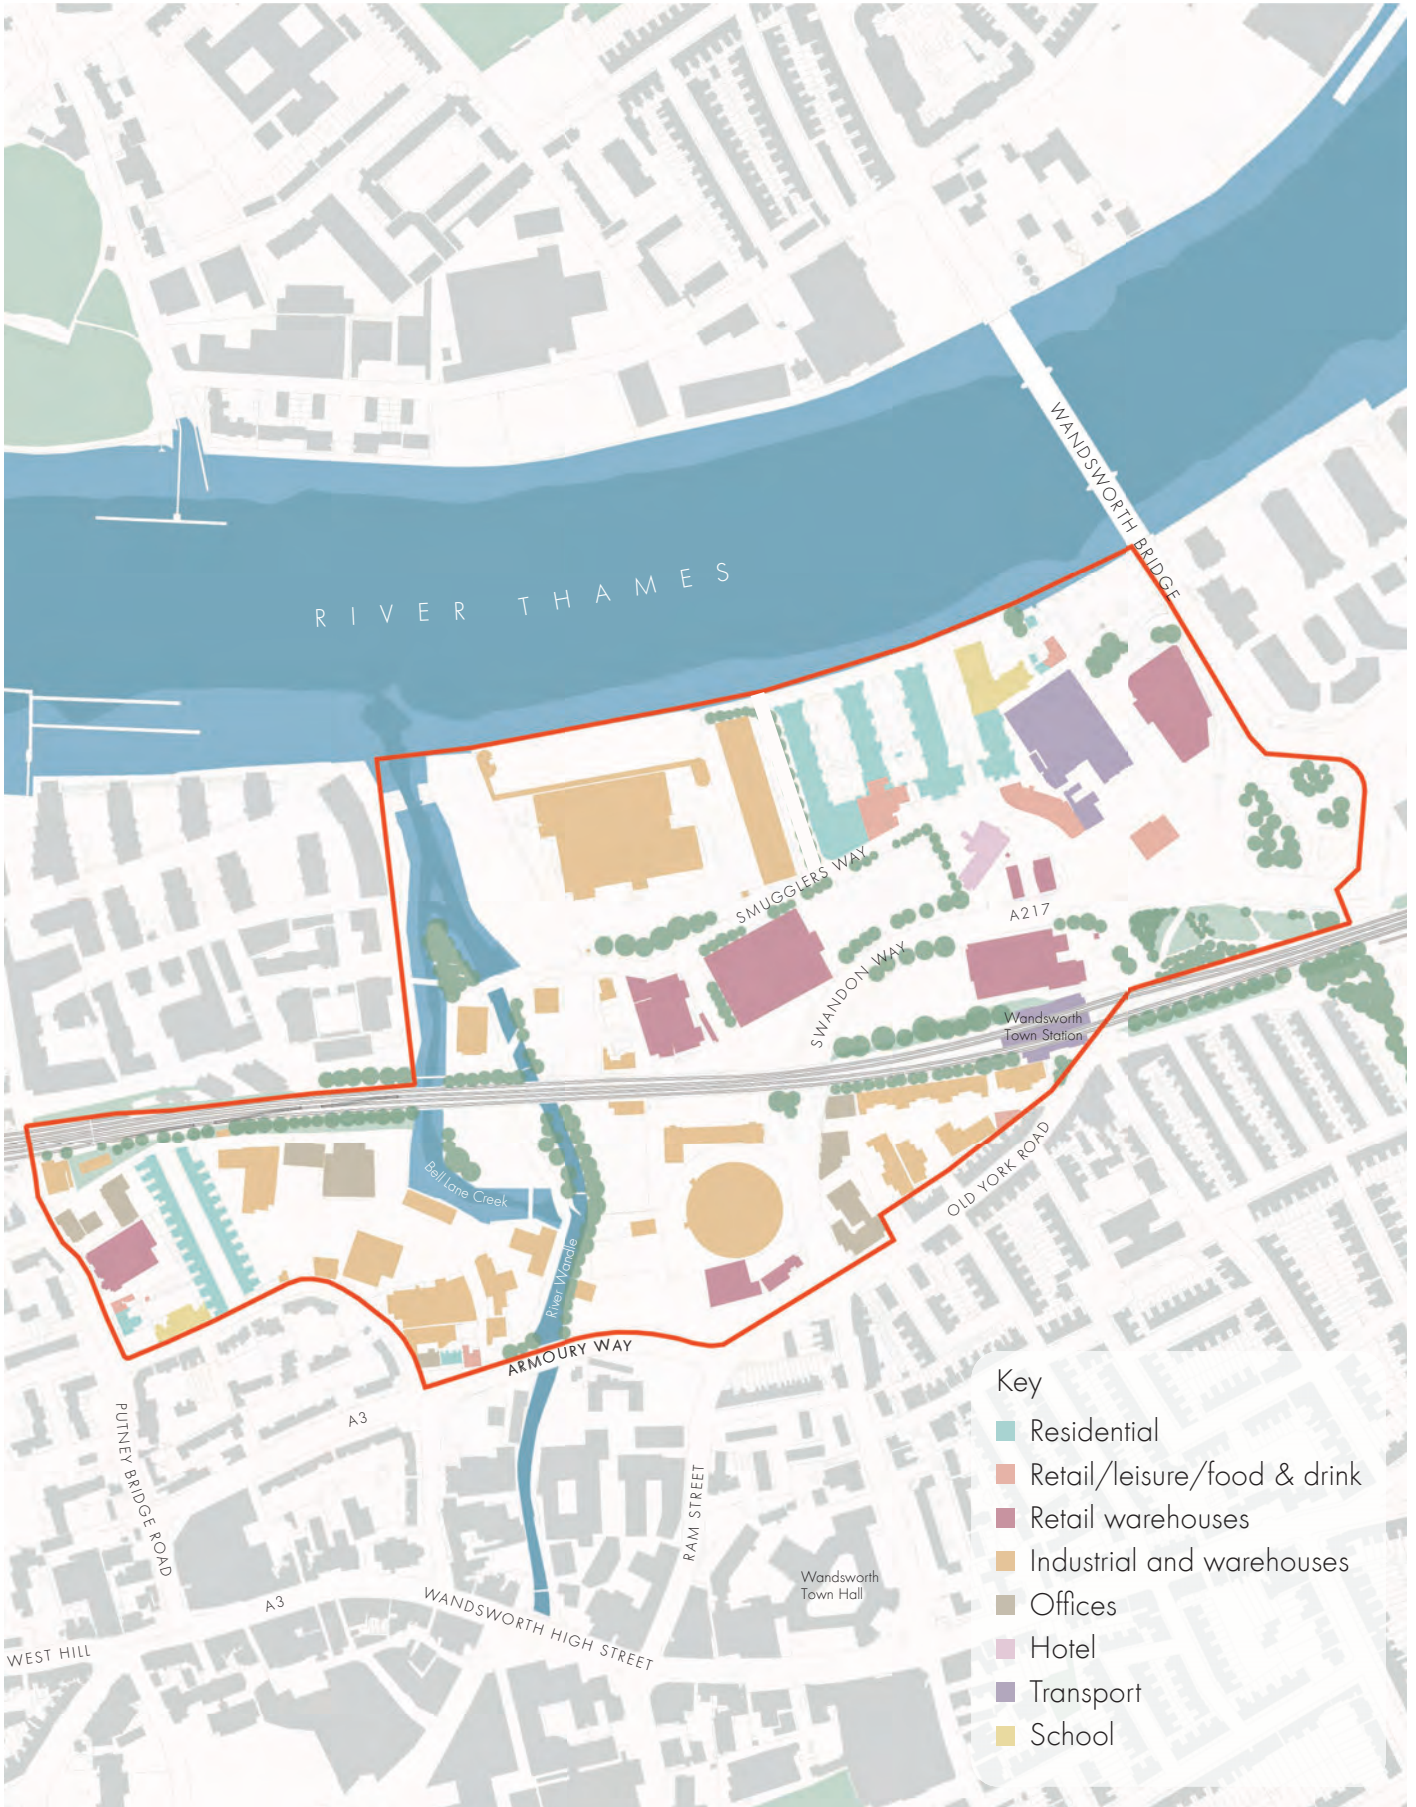 WANDSWORTH BRIDGE
RIVER THAMES
SMUGGLERS WAY
A217
SWANDON WAY
Wandsworth
Town Station
Bell Lane Creek
OLD YORK ROAD
River Wandle
ARMOURY WAY
PUTNEY BRIDGE ROAD
A3
RAM STREET
Wandsworth
Town Hall
A3
WANDSWORTH HIGH STREET
WEST HILL
Key
Residential
Retail/leisure/food & drink
Retail warehouses
Industrial and warehouses
Offices
Hotel
Transport
School